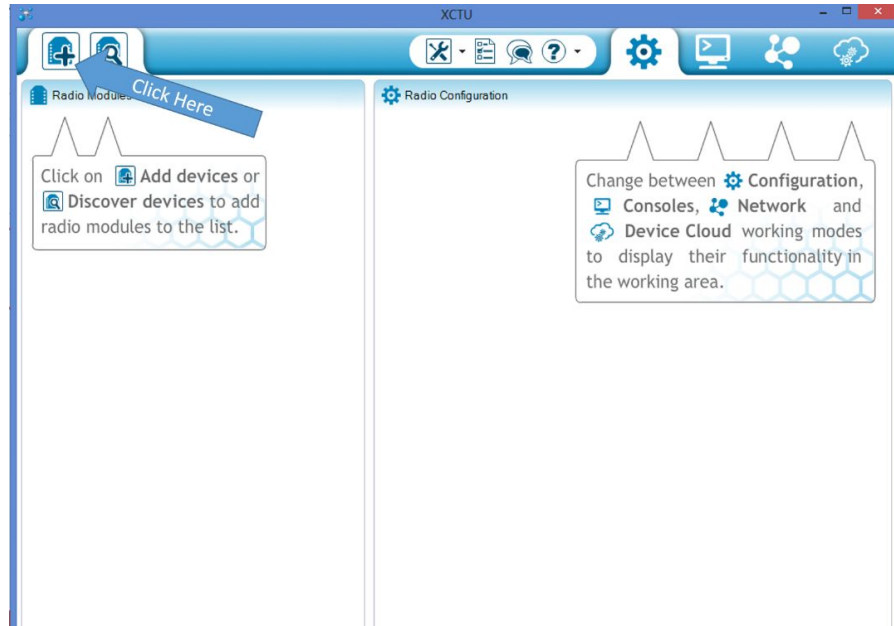 XCTU
Click Here
Radio Modules
Radio Configuration
Click on Add devices or
Discover devices to add
radio modules to the list.
Change between Configuration,
Consoles, Network and
Device Cloud working modes
to display their functionality in
the working area.